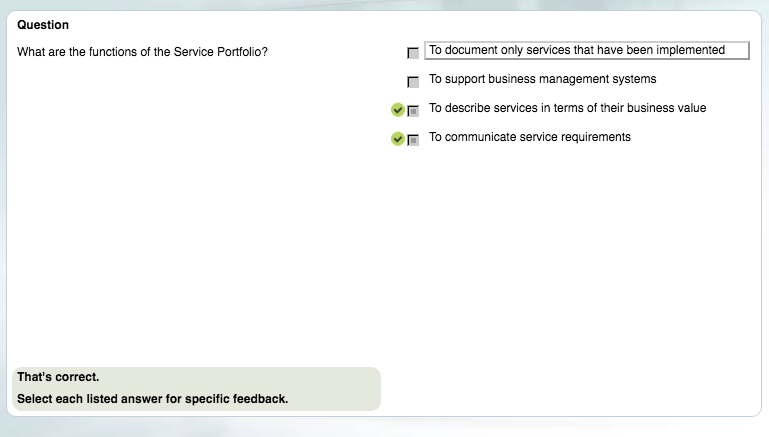 Question
What are the functions of the Service Portfolio?
To document only services that have been implemented
To support business management systems
To describe services in terms of their business value
To communicate service requirements
That's correct.
Select each listed answer for specific feedback.